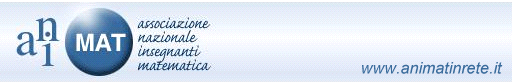 ani MAT
associazione
nazionale
insegnanti
matematica
www.animatinrete.it